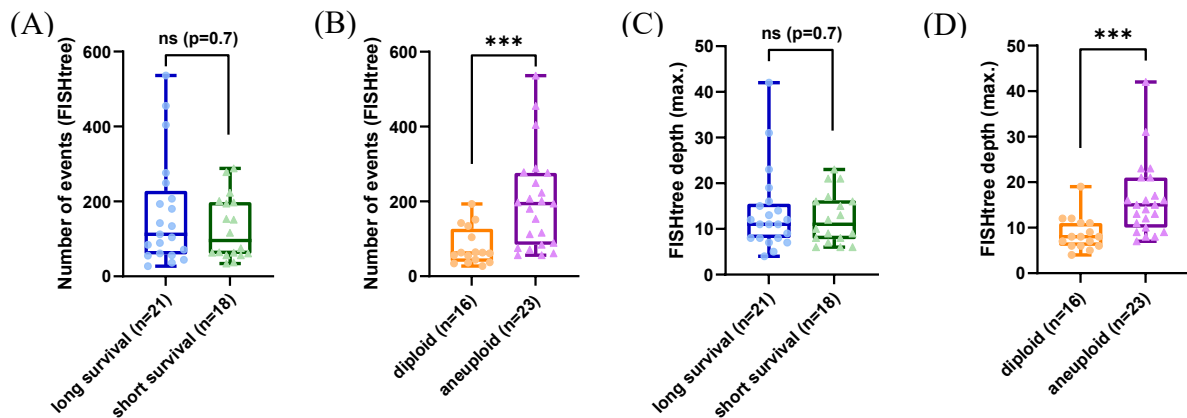 (A)
ns (p=0.7)
Number of events (FISHtree)
600
400
200
0
long survival (n=21)
short survival (n=18)
(B)
***
Number of events (FISHtree)
600
400
200
0
diploid (n=16)
aneuploid (n=23)
(C)
ns (p=0.7)
FISHtree depth (max.)
50
40
30
20
10
0
long survival (n=21)
short survival (n=18)
(D)
***
FISHtree depth (max.)
50
40
30
20
10
0
diploid (n=16)
aneuploid (n=23)